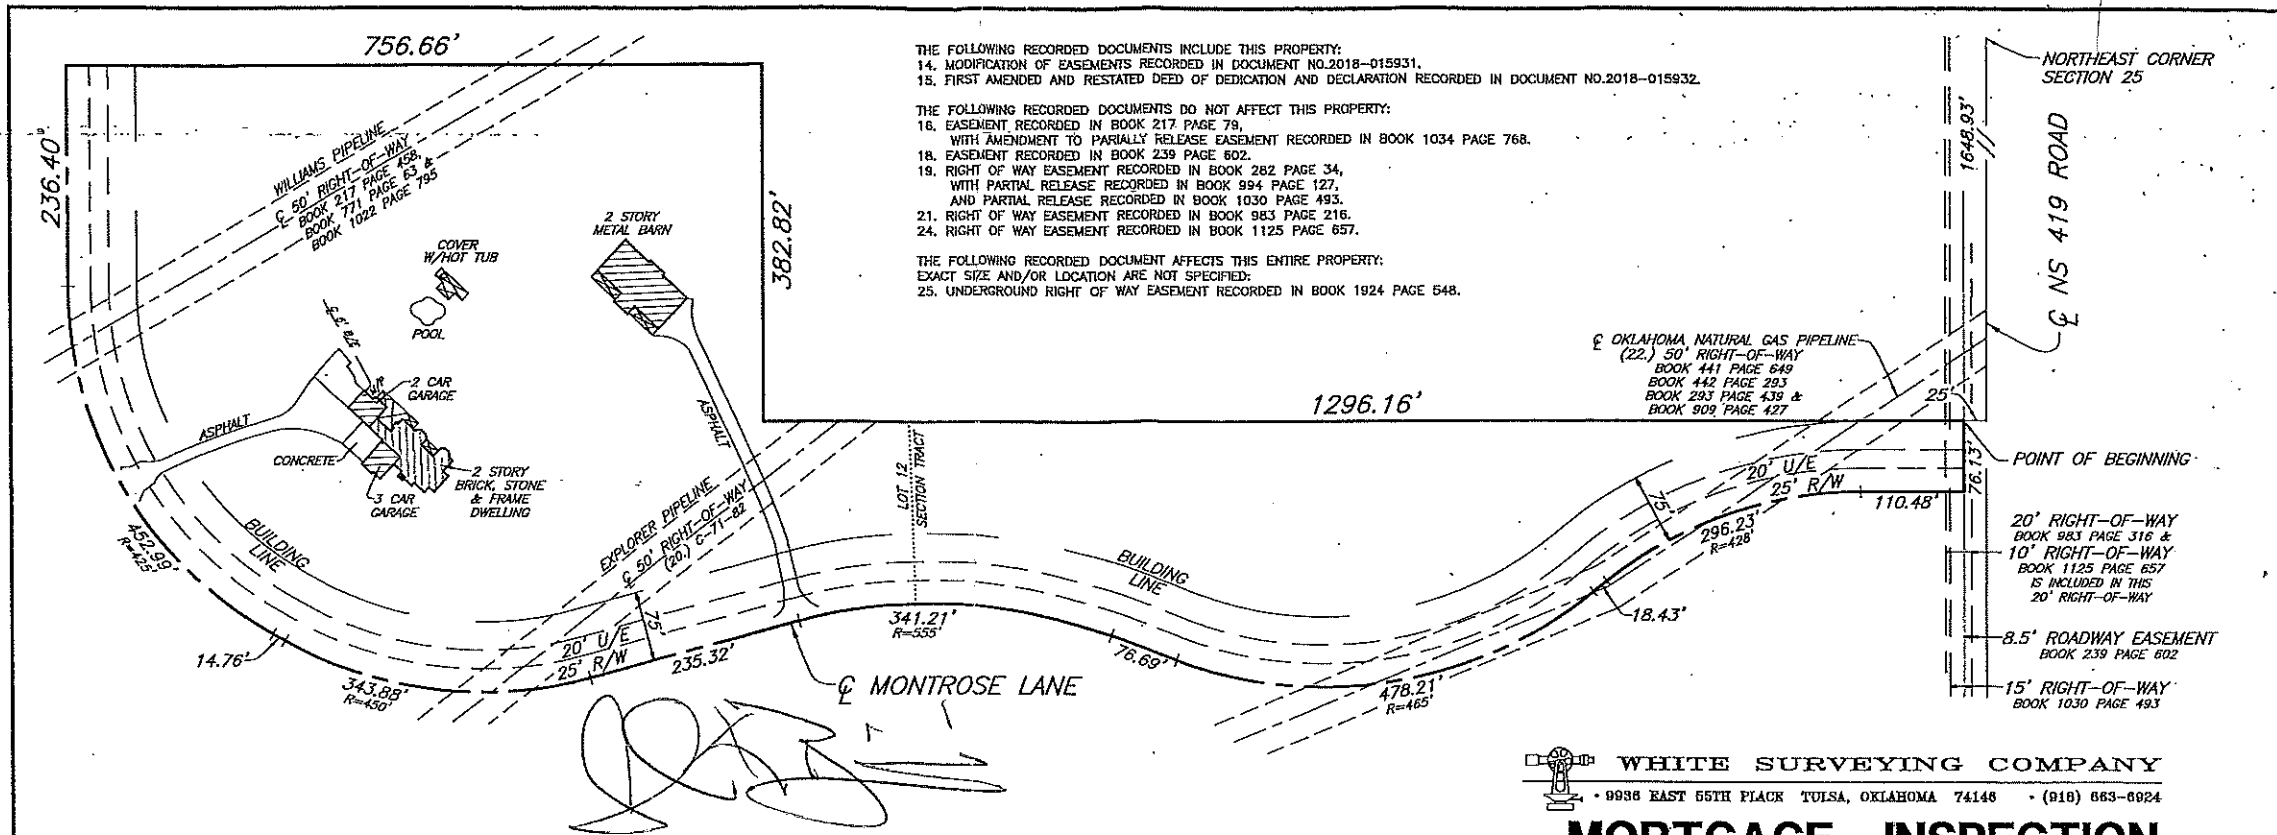 756.66'
236.40'
382.82'
THE FOLLOWING RECORDED DOCUMENTS INCLUDE THIS PROPERTY:
14. MODIFICATION OF EASEMENTS RECORDED IN DOCUMENT NO.2018-015931.
15. FIRST AMENDED AND RESTATED DEED OF DEDICATION AND DECLARATION RECORDED IN DOCUMENT NO.2018-015932.
THE FOLLOWING RECORDED DOCUMENTS DO NOT AFFECT THIS PROPERTY:
16. EASEMENT RECORDED IN BOOK 217 PAGE 79,
WITH AMENDMENT TO PARTIALLY RELEASE EASEMENT RECORDED IN BOOK 1034 PAGE 768.
18. EASEMENT RECORDED IN BOOK 239 PAGE 602.
19. RIGHT OF WAY EASEMENT RECORDED IN BOOK 282 PAGE 34,
WITH PARTIAL RELEASE RECORDED IN BOOK 994 PAGE 127,
AND PARTIAL RELEASE RECORDED IN BOOK 1030 PAGE 493.
21. RIGHT OF WAY EASEMENT RECORDED IN BOOK 983 PAGE 216.
24. RIGHT OF WAY EASEMENT RECORDED IN BOOK 1125 PAGE 657.
THE FOLLOWING RECORDED DOCUMENT AFFECTS THIS ENTIRE PROPERTY:
EXACT SIZE AND/OR LOCATION ARE NOT SPECIFIED:
25. UNDERGROUND RIGHT OF WAY EASEMENT RECORDED IN BOOK 1924 PAGE 548.
NORTHEAST CORNER
SECTION 25
1648.93'
℄ NS 419 ROAD
WILLIAMS PIPELINE
℄ 50' RIGHT-OF-WAY
BOOK 217 PAGE 458,
BOOK 771 PAGE 63 &
BOOK 1022 PAGE 795
2 STORY
METAL BARN
COVER
W/HOT TUB
POOL
2 CAR
GARAGE
ASPHALT
CONCRETE
3 CAR
GARAGE
2 STORY
BRICK, STONE
& FRAME
DWELLING
ASPHALT
℄ OKLAHOMA NATURAL GAS PIPELINE
(22.) 50' RIGHT-OF-WAY
BOOK 441 PAGE 649
BOOK 442 PAGE 293
BOOK 293 PAGE 439 &
BOOK 909 PAGE 427
25'
1296.16'
POINT OF BEGINNING
76.13'
LOT 12
SECTION TRACT
EXPLORER PIPELINE
℄ 50' RIGHT-OF-WAY
(20.) C-71-82
BUILDING
LINE
452.99'
R=425'
75'
20' U/E
25' R/W
110.48'
296.23'
R=428'
75'
BUILDING
LINE
20' RIGHT-OF-WAY
BOOK 983 PAGE 316 &
10' RIGHT-OF-WAY
BOOK 1125 PAGE 657
IS INCLUDED IN THIS
20' RIGHT-OF-WAY
8.5' ROADWAY EASEMENT
BOOK 239 PAGE 602
15' RIGHT-OF-WAY
BOOK 1030 PAGE 493
14.76'
343.88'
R=450'
20' U/E
25' R/W
235.32'
341.21'
R=555'
76.69'
478.21'
R=465'
18.43'
℄ MONTROSE LANE
WHITE SURVEYING COMPANY
• 9936 EAST 55TH PLACE TULSA, OKLAHOMA 74146 • (918) 663-6924
MORTGAGE INSPECTION